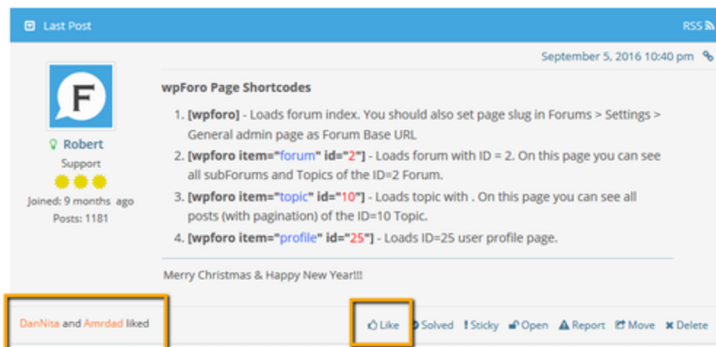 Last Post
RSS
September 5, 2016 10:40 pm
F
Robert
Support
Joined: 9 months ago
Posts: 1181
wpForo Page Shortcodes
1. [wpforo] - Loads forum index. You should also set page slug in Forums > Settings >
General admin page as Forum Base URL
2. [wpforo item="forum" id="2"] - Loads forum with ID = 2. On this page you can see
all subForums and Topics of the ID=2 Forum.
3. [wpforo item="topic" id="10"] - Loads topic with . On this page you can see all
posts (with pagination) of the ID=10 Topic.
4. [wpforo item="profile" id="25"] - Loads ID=25 user profile page.
Merry Christmas & Happy New Year!!!
DanNita and Amrdad liked
Like Solved Sticky Open Report Move Delete